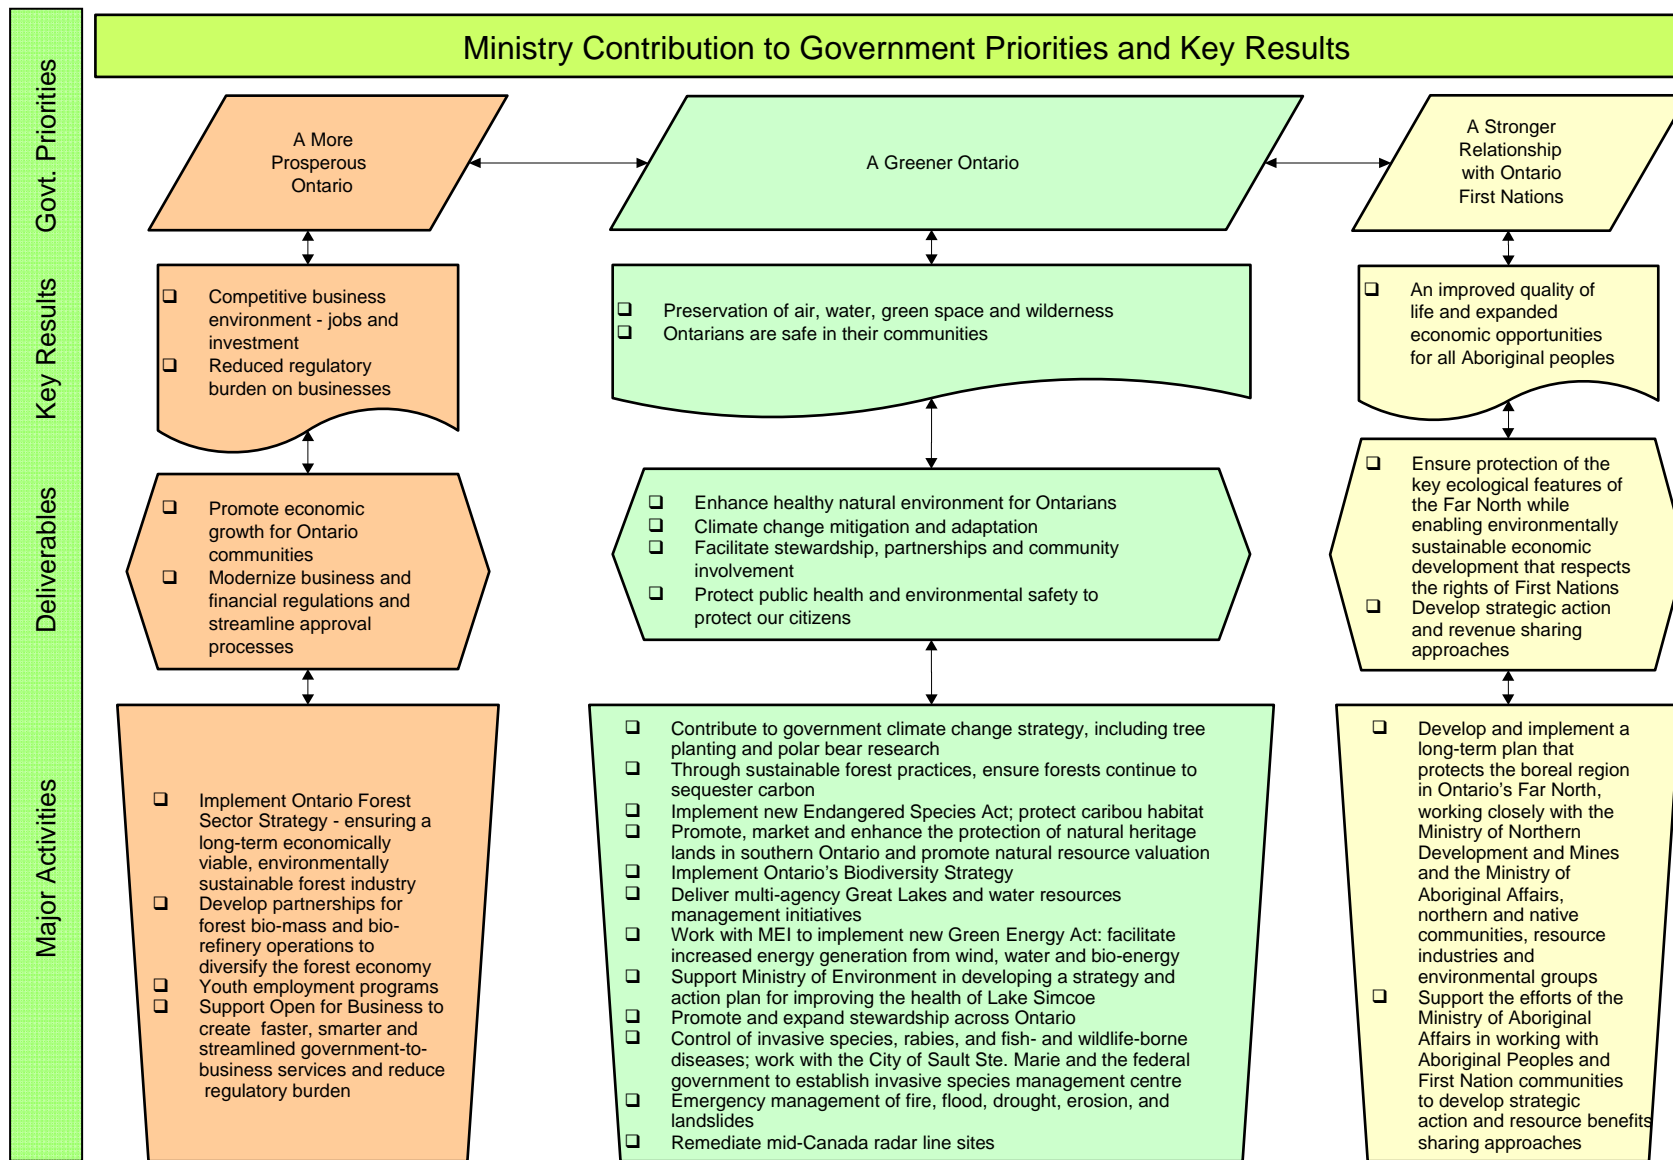 Ministry Contribution to Government Priorities and Key Results
Govt. Priorities
A More
Prosperous
Ontario
A Greener Ontario
A Stronger
Relationship
with Ontario
First Nations
Key Results
❑ Competitive business
environment - jobs and
investment
❑ Reduced regulatory
burden on businesses
❑ Preservation of air, water, green space and wilderness
❑ Ontarians are safe in their communities
❑ An improved quality of
life and expanded
economic opportunities
for all Aboriginal peoples
Deliverables
❑ Promote economic
growth for Ontario
communities
❑ Modernize business and
financial regulations and
streamline approval
processes
❑ Enhance healthy natural environment for Ontarians
❑ Climate change mitigation and adaptation
❑ Facilitate stewardship, partnerships and community
involvement
❑ Protect public health and environmental safety to
protect our citizens
❑ Ensure protection of the
key ecological features of
the Far North while
enabling environmentally
sustainable economic
development that respects
the rights of First Nations
❑ Develop strategic action
and revenue sharing
approaches
Major Activities
❑ Implement Ontario Forest
Sector Strategy - ensuring a
long-term economically
viable, environmentally
sustainable forest industry
❑ Develop partnerships for
forest bio-mass and bio-
refinery operations to
diversify the forest economy
❑ Youth employment programs
❑ Support Open for Business to
create faster, smarter and
streamlined government-to-
business services and reduce
regulatory burden
❑ Contribute to government climate change strategy, including tree
planting and polar bear research
❑ Through sustainable forest practices, ensure forests continue to
sequester carbon
❑ Implement new Endangered Species Act; protect caribou habitat
❑ Promote, market and enhance the protection of natural heritage
lands in southern Ontario and promote natural resource valuation
❑ Implement Ontario’s Biodiversity Strategy
❑ Deliver multi-agency Great Lakes and water resources
management initiatives
❑ Work with MEI to implement new Green Energy Act: facilitate
increased energy generation from wind, water and bio-energy
❑ Support Ministry of Environment in developing a strategy and
action plan for improving the health of Lake Simcoe
❑ Promote and expand stewardship across Ontario
❑ Control of invasive species, rabies, and fish- and wildlife-borne
diseases; work with the City of Sault Ste. Marie and the federal
government to establish invasive species management centre
❑ Emergency management of fire, flood, drought, erosion, and
landslides
❑ Remediate mid-Canada radar line sites
❑ Develop and implement a
long-term plan that
protects the boreal region
in Ontario’s Far North,
working closely with the
Ministry of Northern
Development and Mines
and the Ministry of
Aboriginal Affairs,
northern and native
communities, resource
industries and
environmental groups
❑ Support the efforts of the
Ministry of Aboriginal
Affairs in working with
Aboriginal Peoples and
First Nation communities
to develop strategic
action and resource benefits
sharing approaches